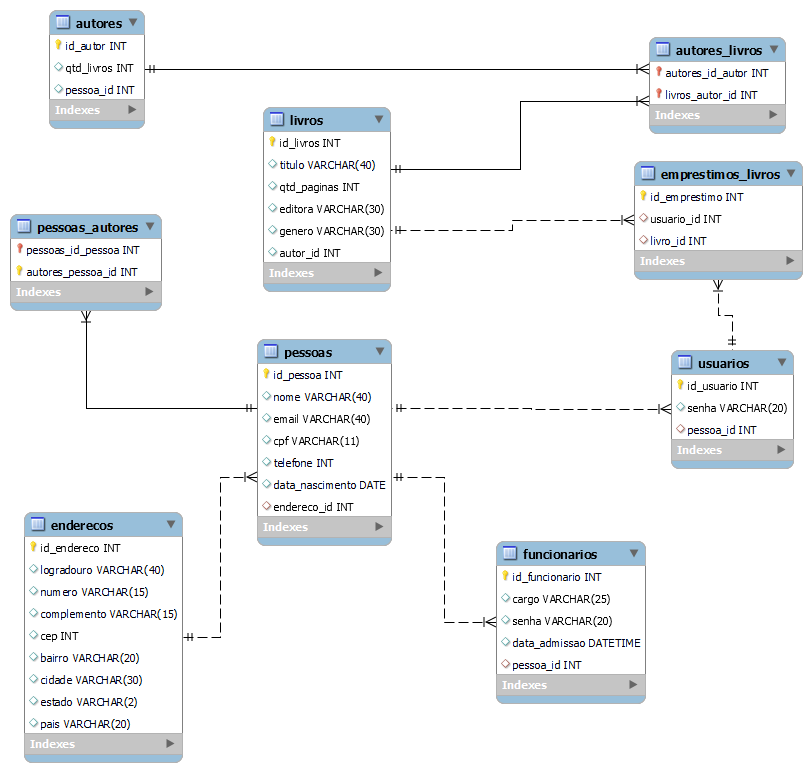 autores
id_autor INT
qtd_livros INT
pessoa_id INT
Indexes
autores_livros
autores_id_autor INT
livros_autor_id INT
Indexes
livros
id_livros INT
titulo VARCHAR(40)
qtd_paginas INT
editora VARCHAR(30)
genero VARCHAR(30)
autor_id INT
Indexes
emprestimos_livros
id_emprestimo INT
usuario_id INT
livro_id INT
Indexes
pessoas_autores
pessoas_id_pessoa INT
autores_pessoa_id INT
Indexes
pessoas
id_pessoa INT
nome VARCHAR(40)
email VARCHAR(40)
cpf VARCHAR(11)
telefone INT
data_nascimento DATE
endereco_id INT
Indexes
usuarios
id_usuario INT
senha VARCHAR(20)
pessoa_id INT
Indexes
enderecos
id_endereco INT
logradouro VARCHAR(40)
numero VARCHAR(15)
complemento VARCHAR(15)
cep INT
bairro VARCHAR(20)
cidade VARCHAR(30)
estado VARCHAR(2)
pais VARCHAR(20)
Indexes
funcionarios
id_funcionario INT
cargo VARCHAR(25)
senha VARCHAR(20)
data_admissao DATETIME
pessoa_id INT
Indexes